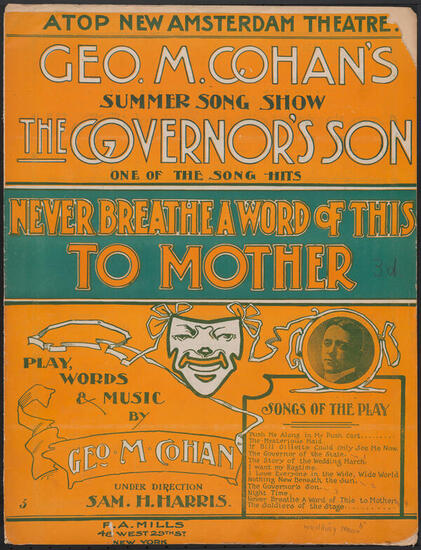 ATOP NEW AMSTERDAM THEATRE.
GEO. M. COHAN'S
SUMMER SONG SHOW
THE GOVERNOR'S SON
ONE OF THE SONG HITS
NEVER BREATHE A WORD OF THIS
TO MOTHER
3d
PLAY,
WORDS
& MUSIC
BY
GEO. M. COHAN
UNDER DIRECTION
SAM. H. HARRIS.
SONGS OF THE PLAY
Push Me Along in My Push Cart........
The Mysterious Maid
If Bill Gillette Could Only See Me Now.
The Governor of the State.
The Story of the Wedding March.
I want my Ragtime.
I Love Everyone in the Wide, Wide World
Nothing New Beneath the Sun.
The Governor's Son.
Night Time.
Never Breathe A Word of This to Mother.
The Soldiers of the Stage.....
5
F. A. MILLS
48 WEST 29TH ST
NEW YORK